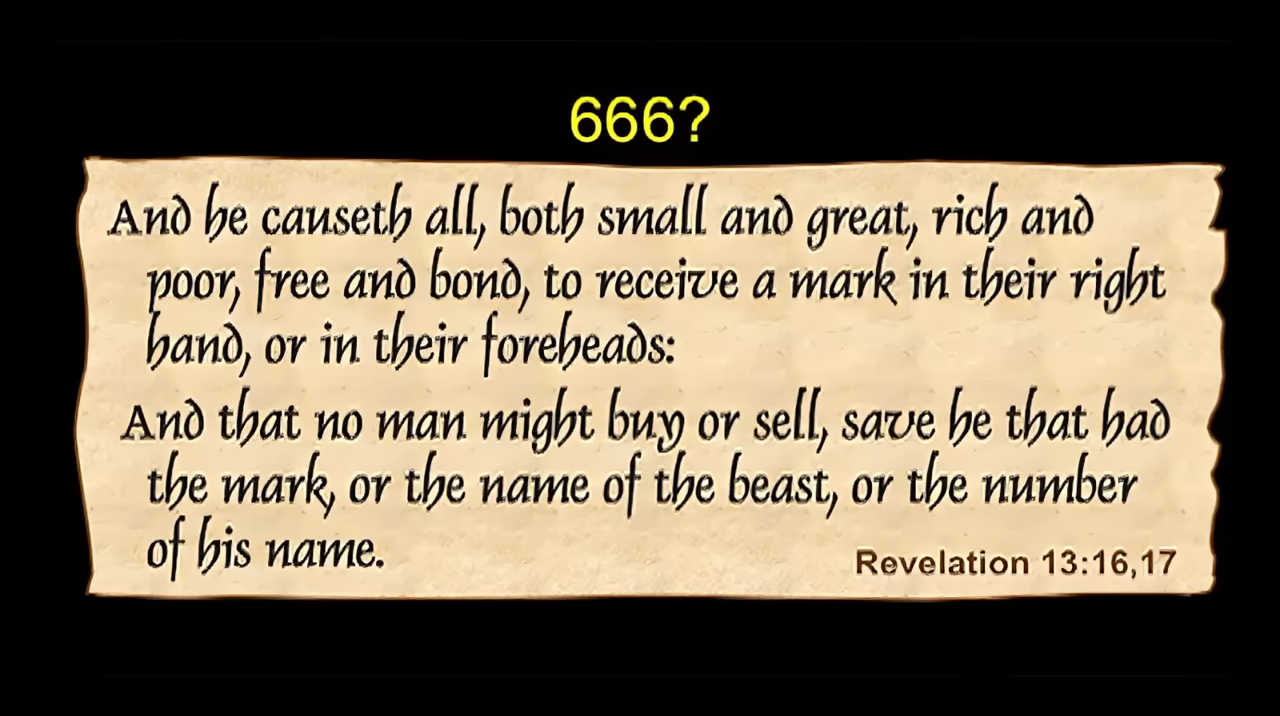 666?
And he causeth all, both small and great, rich and
poor, free and bond, to receive a mark in their right
hand, or in their foreheads:
And that no man might buy or sell, save he that had
the mark, or the name of the beast, or the number
of his name.
Revelation 13:16,17